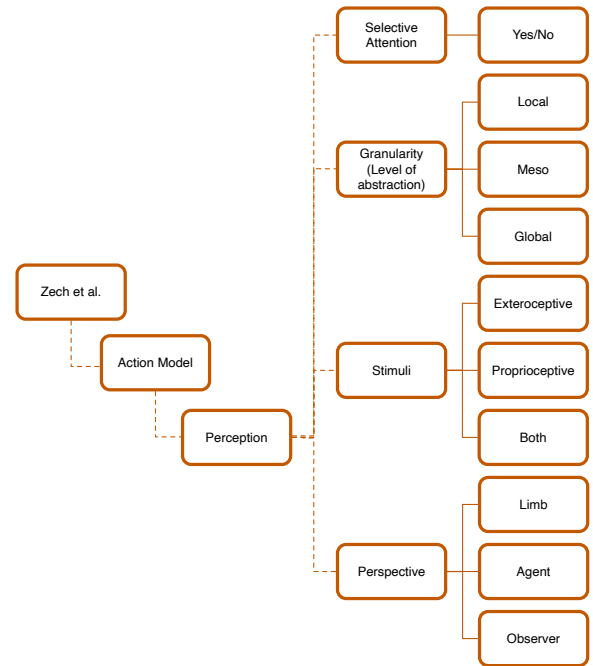 Selective
Attention
Yes/No
Local
Granularity
(Level of
abstraction)
Meso
Global
Zech et al.
Action Model
Perception
Exteroceptive
Stimuli
Proprioceptive
Both
Limb
Perspective
Agent
Observer